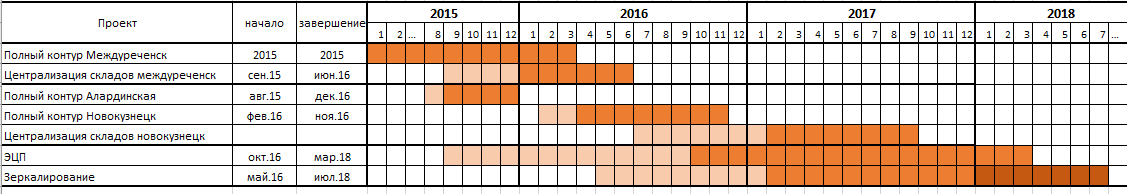 Проект начало завершение 2015 2016 2017 2018
1 2 ... 8 9 10 11 12 1 2 3 4 5 6 7 8 9 10 11 12 1 2 3 4 5 6 7 8 9 10 11 12 1 2 3 4 5 6 7 ...
Полный контур Междуреченск 2015 2015
Централизация складов междуреченск сен.15 июн.16
Полный контур Алардинская авг.15 дек.16
Полный контур Новокузнецк фев.16 ноя.16
Централизация складов новокузнецк
ЭЦП окт.16 мар.18
Зеркалирование май.16 июл.18